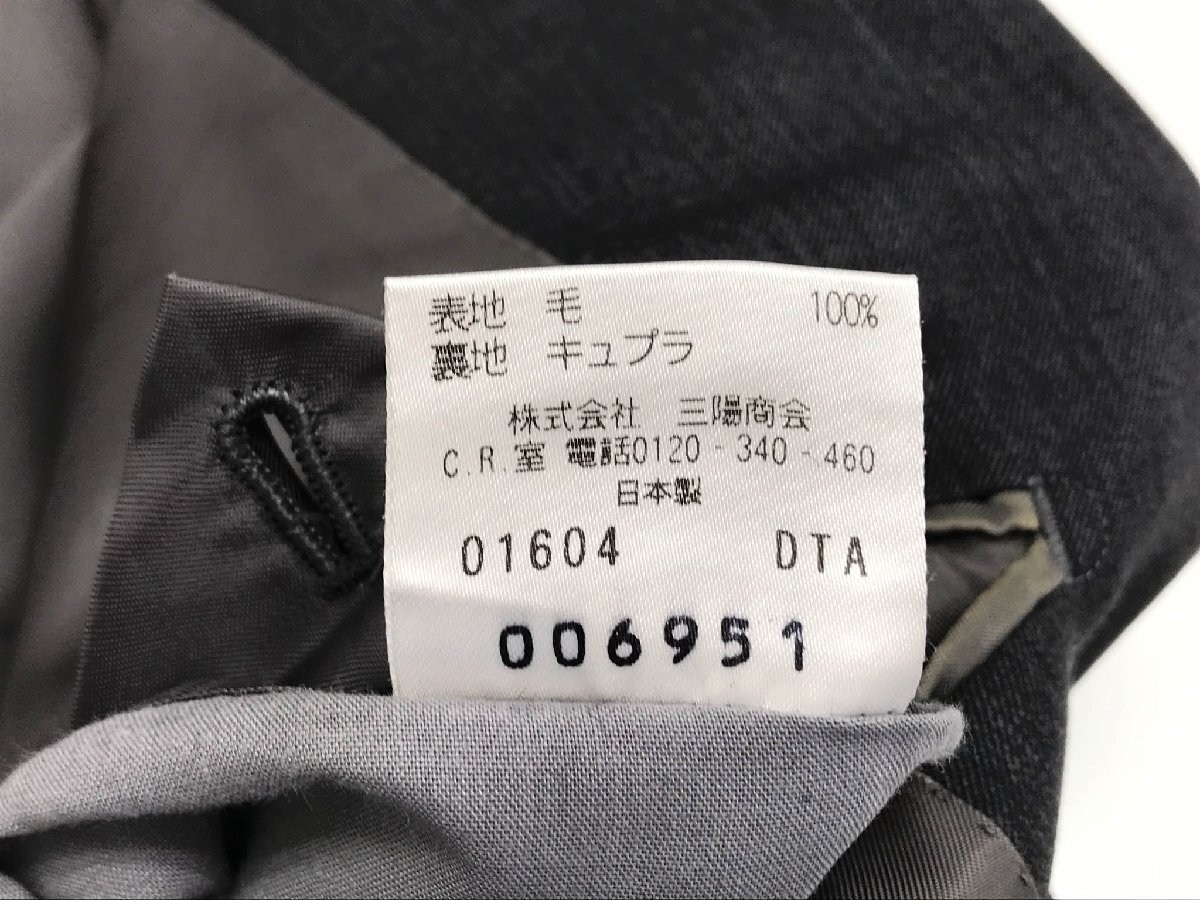 表地 毛 100%
裏地 キュプラ
株式会社 三陽商会
C.R.室 電話0120-340-460
日本製
01604 DTA
006951